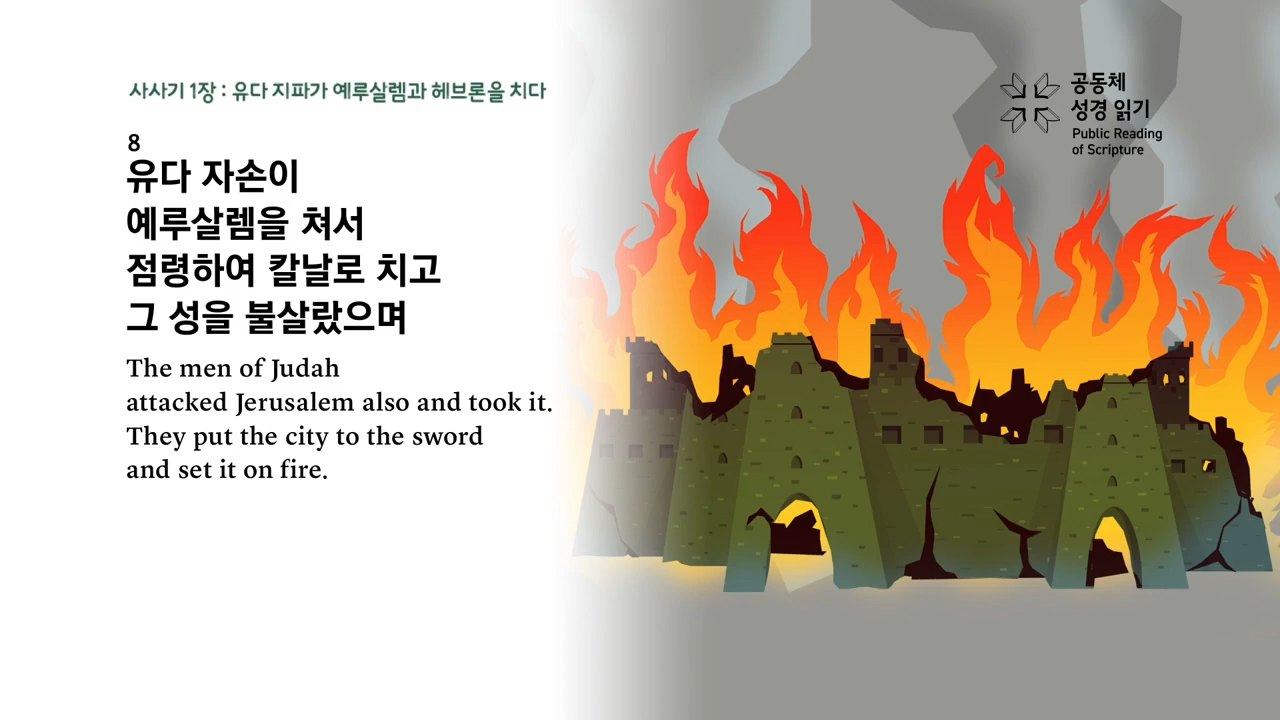 사사기 1장 : 유다 지파가 예루살렘과 헤브론을 치다
8
유다 자손이
예루살렘을 쳐서
점령하여 칼날로 치고
그 성을 불살랐으며
The men of Judah
attacked Jerusalem also and took it.
They put the city to the sword
and set it on fire.
공동체
성경 읽기
Public Reading
of Scripture